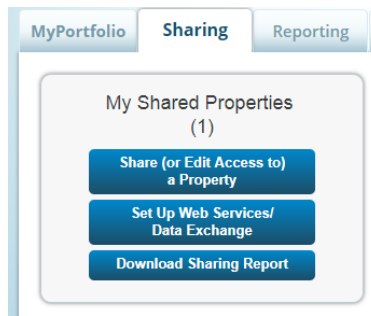 MyPortfolio Sharing Reporting
My Shared Properties
(1)
Share (or Edit Access to)
a Property
Set Up Web Services/
Data Exchange
Download Sharing Report